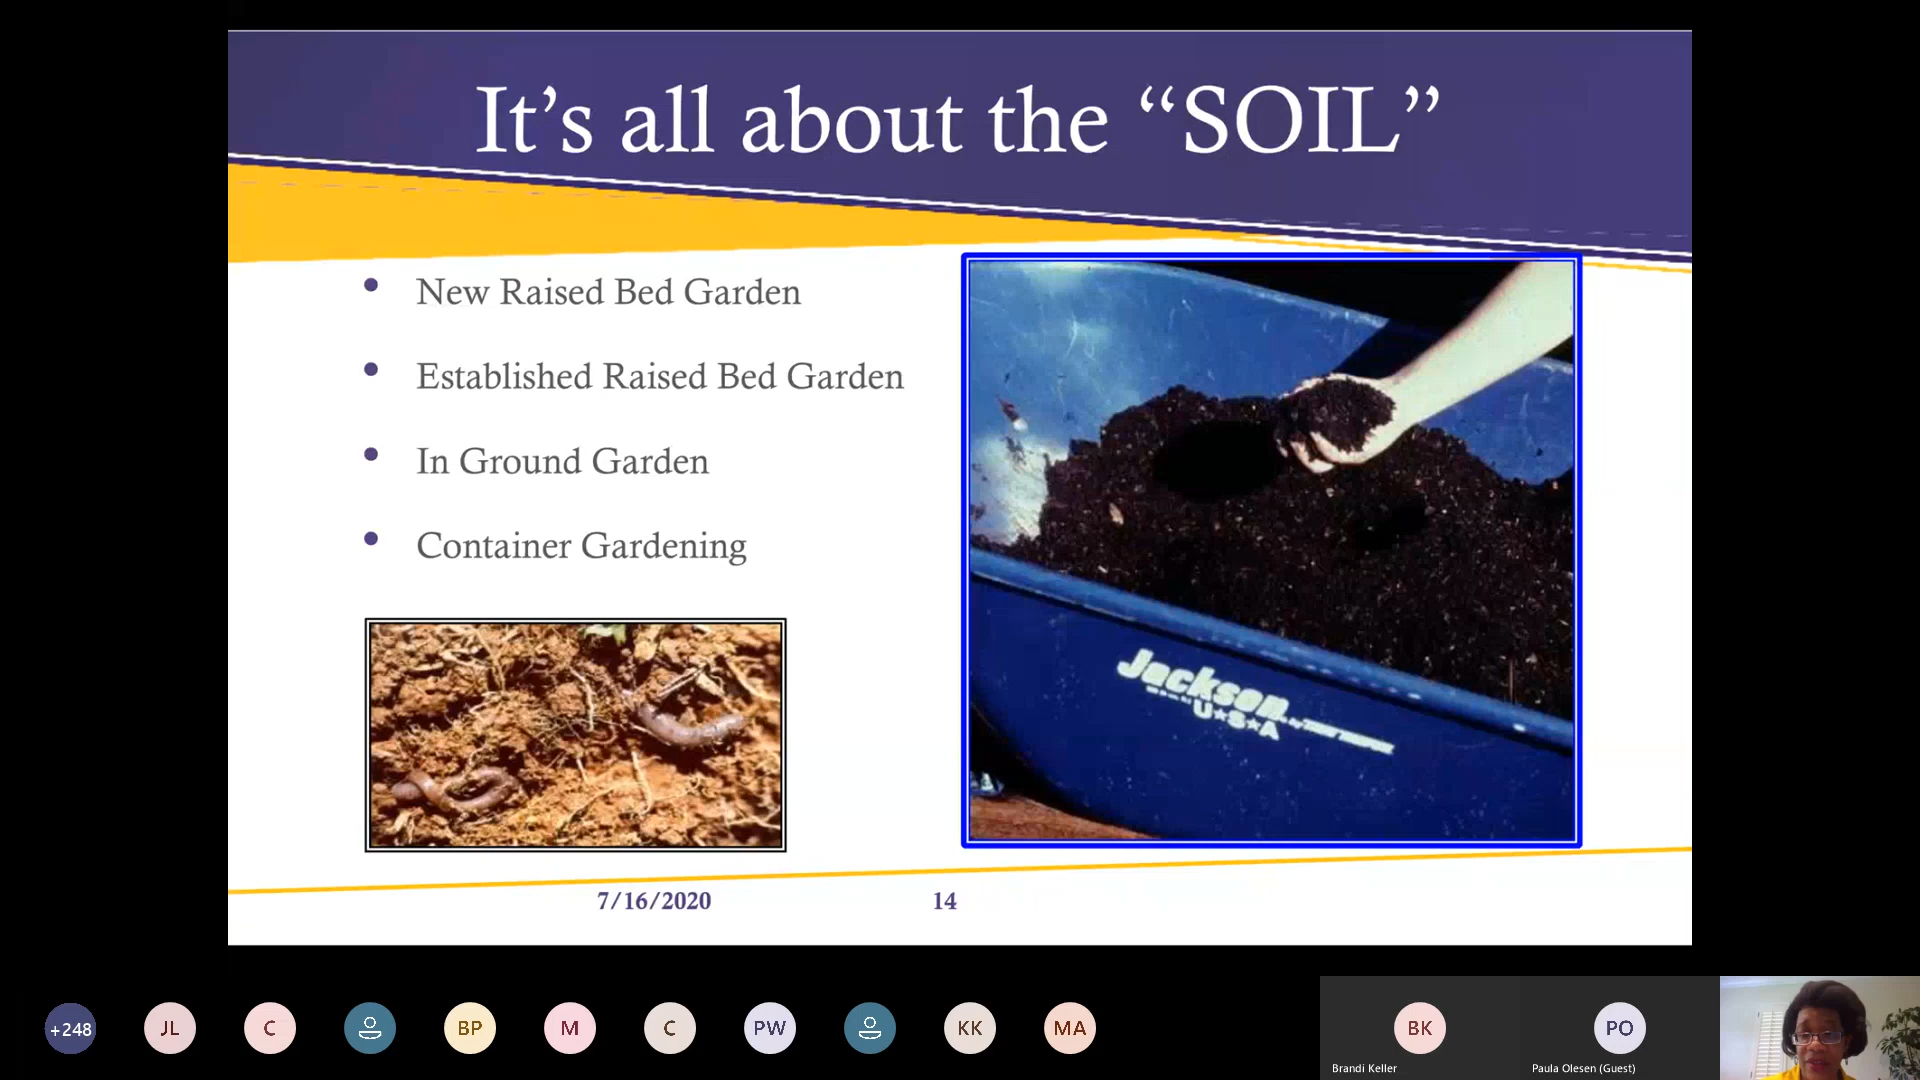 It's all about the “SOIL”
• New Raised Bed Garden
• Established Raised Bed Garden
• In Ground Garden
• Container Gardening
Jackson
U★S★A
7/16/2020
14
+248
JL
C
BP
M
C
PW
KK
MA
BK
PO
Brandi Keller
Paula Olesen (Guest)